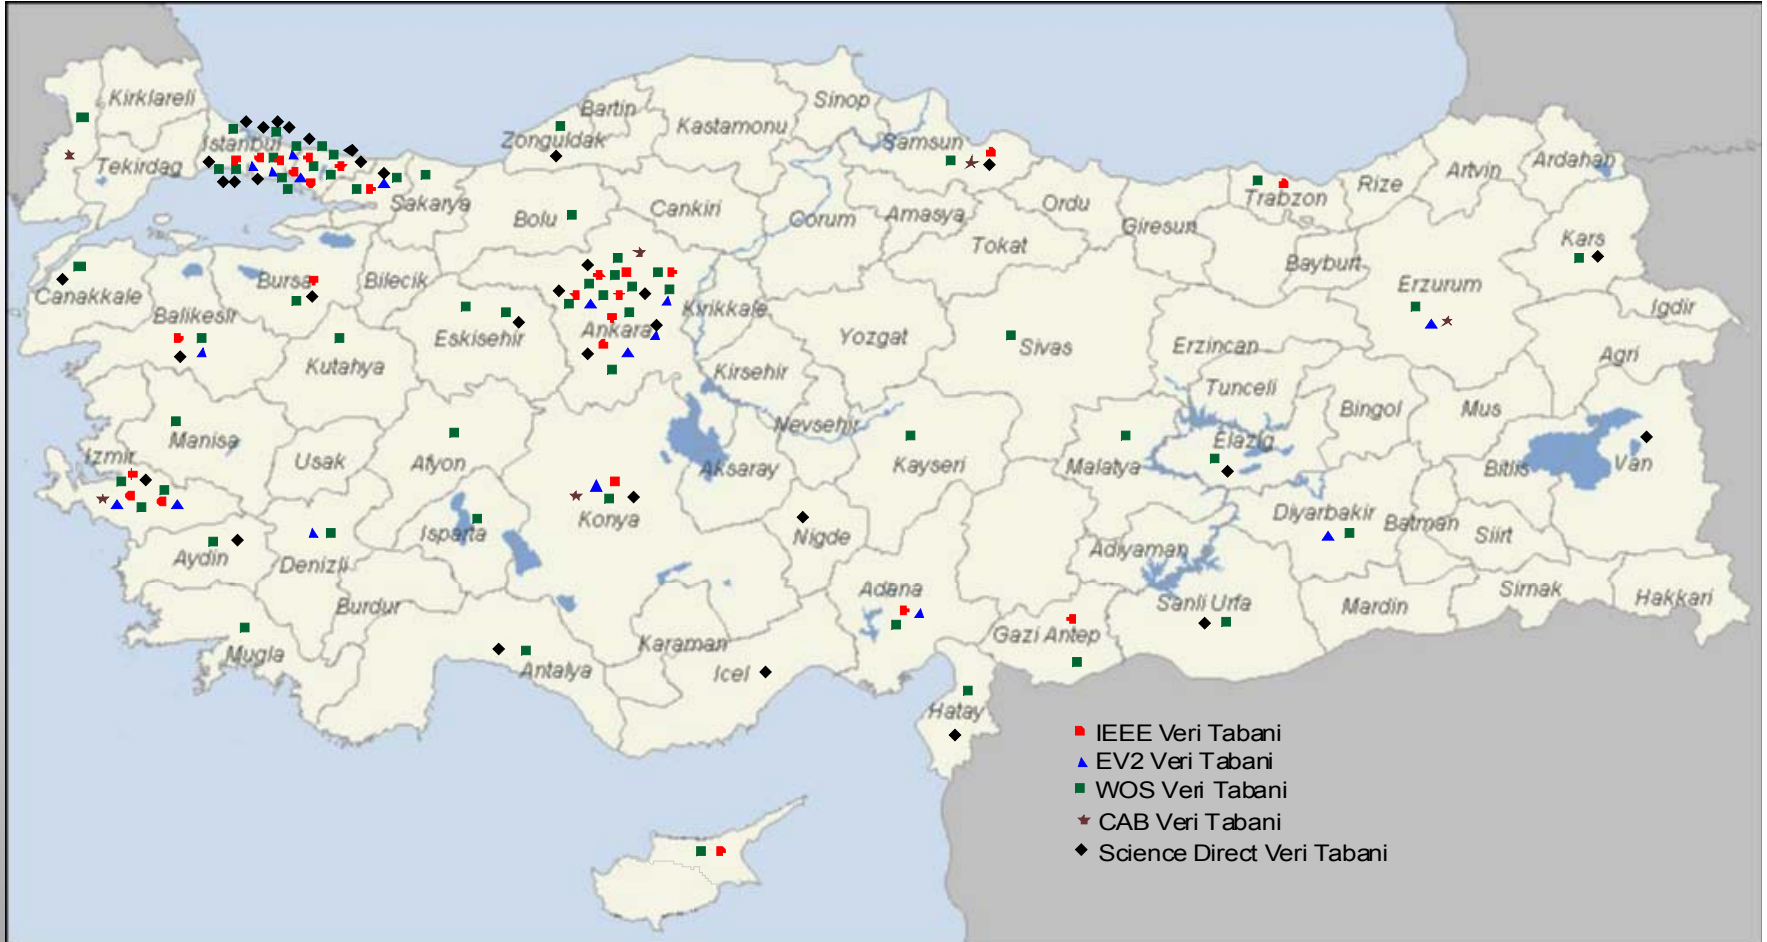 Kirklareli
Bartin
Sinop
Kastamonu
Istanbul
Zonguldak
Samsun
Tekirdag
Ardahan
Artvin
Rize
Trabzon
Sakarya
Cankiri
Bolu
Corum
Amasya
Ordu
Giresun
Tokat
Kars
Bayburt
Bursa
Bilecik
Canakkale
Erzurum
Igdir
Balikesir
Kirikkale
Ankara
Eskisehir
Yozgat
Sivas
Erzincan
Agri
Kutahya
Kirsehir
Tunceli
Bingol
Mus
Nevsehir
Manisa
Elazig
Izmir
Usak
Afyon
Aksaray
Kayseri
Malatya
Bitlis
Van
Konya
Diyarbakir
Batman
Isparta
Nigde
Siirt
Adiyaman
Aydin
Denizli
Adana
Sirnak
Hakkari
Burdur
Sanli Urfa
Mardin
Gazi Antep
Karaman
Mugla
Antalya
Icel
Hatay
IEEE Veri Tabani
EV2 Veri Tabani
WOS Veri Tabani
CAB Veri Tabani
Science Direct Veri Tabani